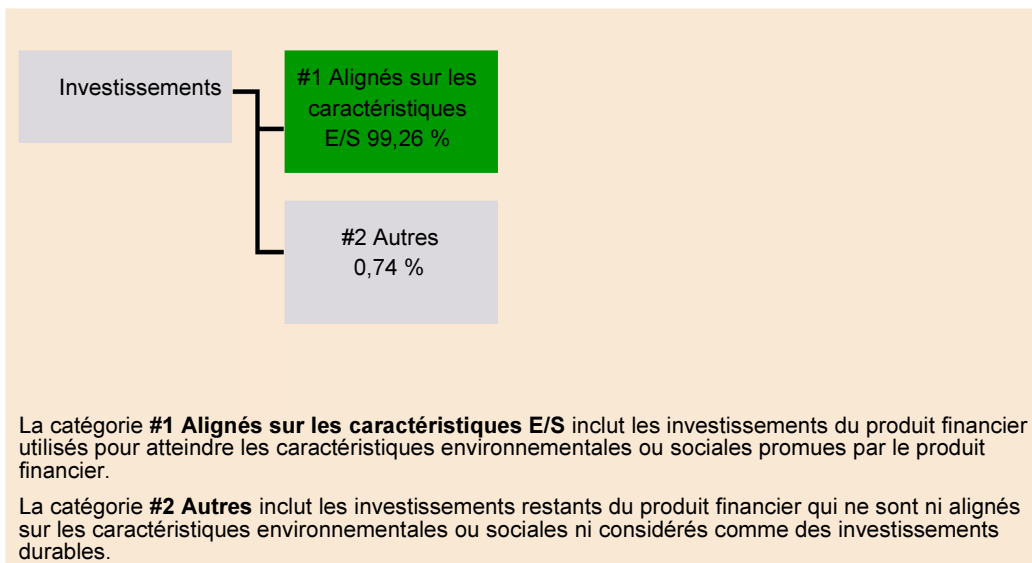 Investissements
#1 Alignés sur les
caractéristiques
E/S 99,26 %
#2 Autres
0,74 %
La catégorie #1 Alignés sur les caractéristiques E/S inclut les investissements du produit financier
utilisés pour atteindre les caractéristiques environnementales ou sociales promues par le produit
financier.
La catégorie #2 Autres inclut les investissements restants du produit financier qui ne sont ni alignés
sur les caractéristiques environnementales ou sociales ni considérés comme des investissements
durables.